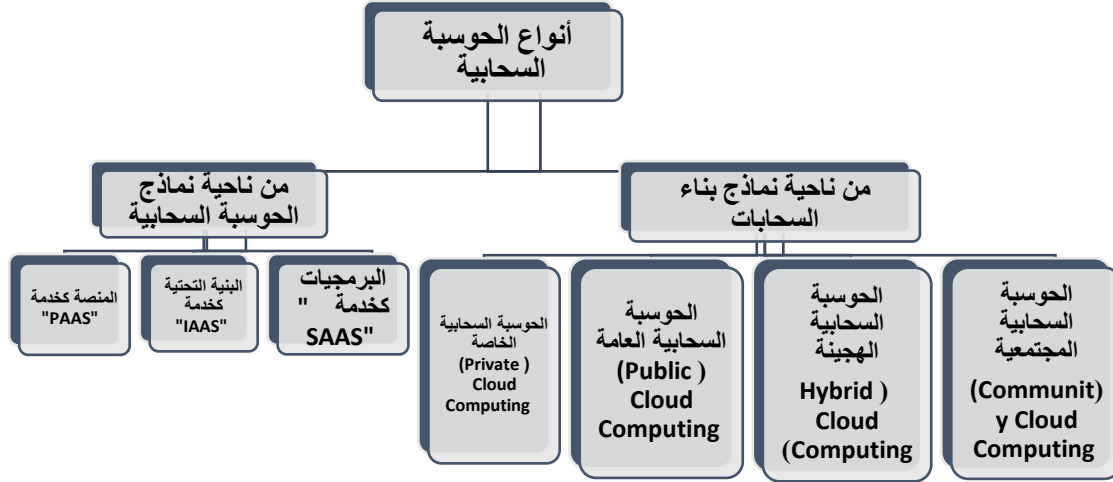 أنواع الحوسبة
السحابية
من ناحية نماذج بناء
السحابات
من ناحية نماذج
الحوسبة السحابية
الحوسبة
السحابية
المجتمعية
(Communit)
y Cloud
Computing
الحوسبة
السحابية
الهجينة
Hybrid )
Cloud
(Computing
الحوسبة
السحابية العامة
(Public )
Cloud
Computing
الحوسبة السحابية
الخاصة
(Private )
Cloud
Computing
البرمجيات
كخدمة "
SAAS"
البنية التحتية
كخدمة
"IAAS"
المنصة كخدمة
"PAAS"